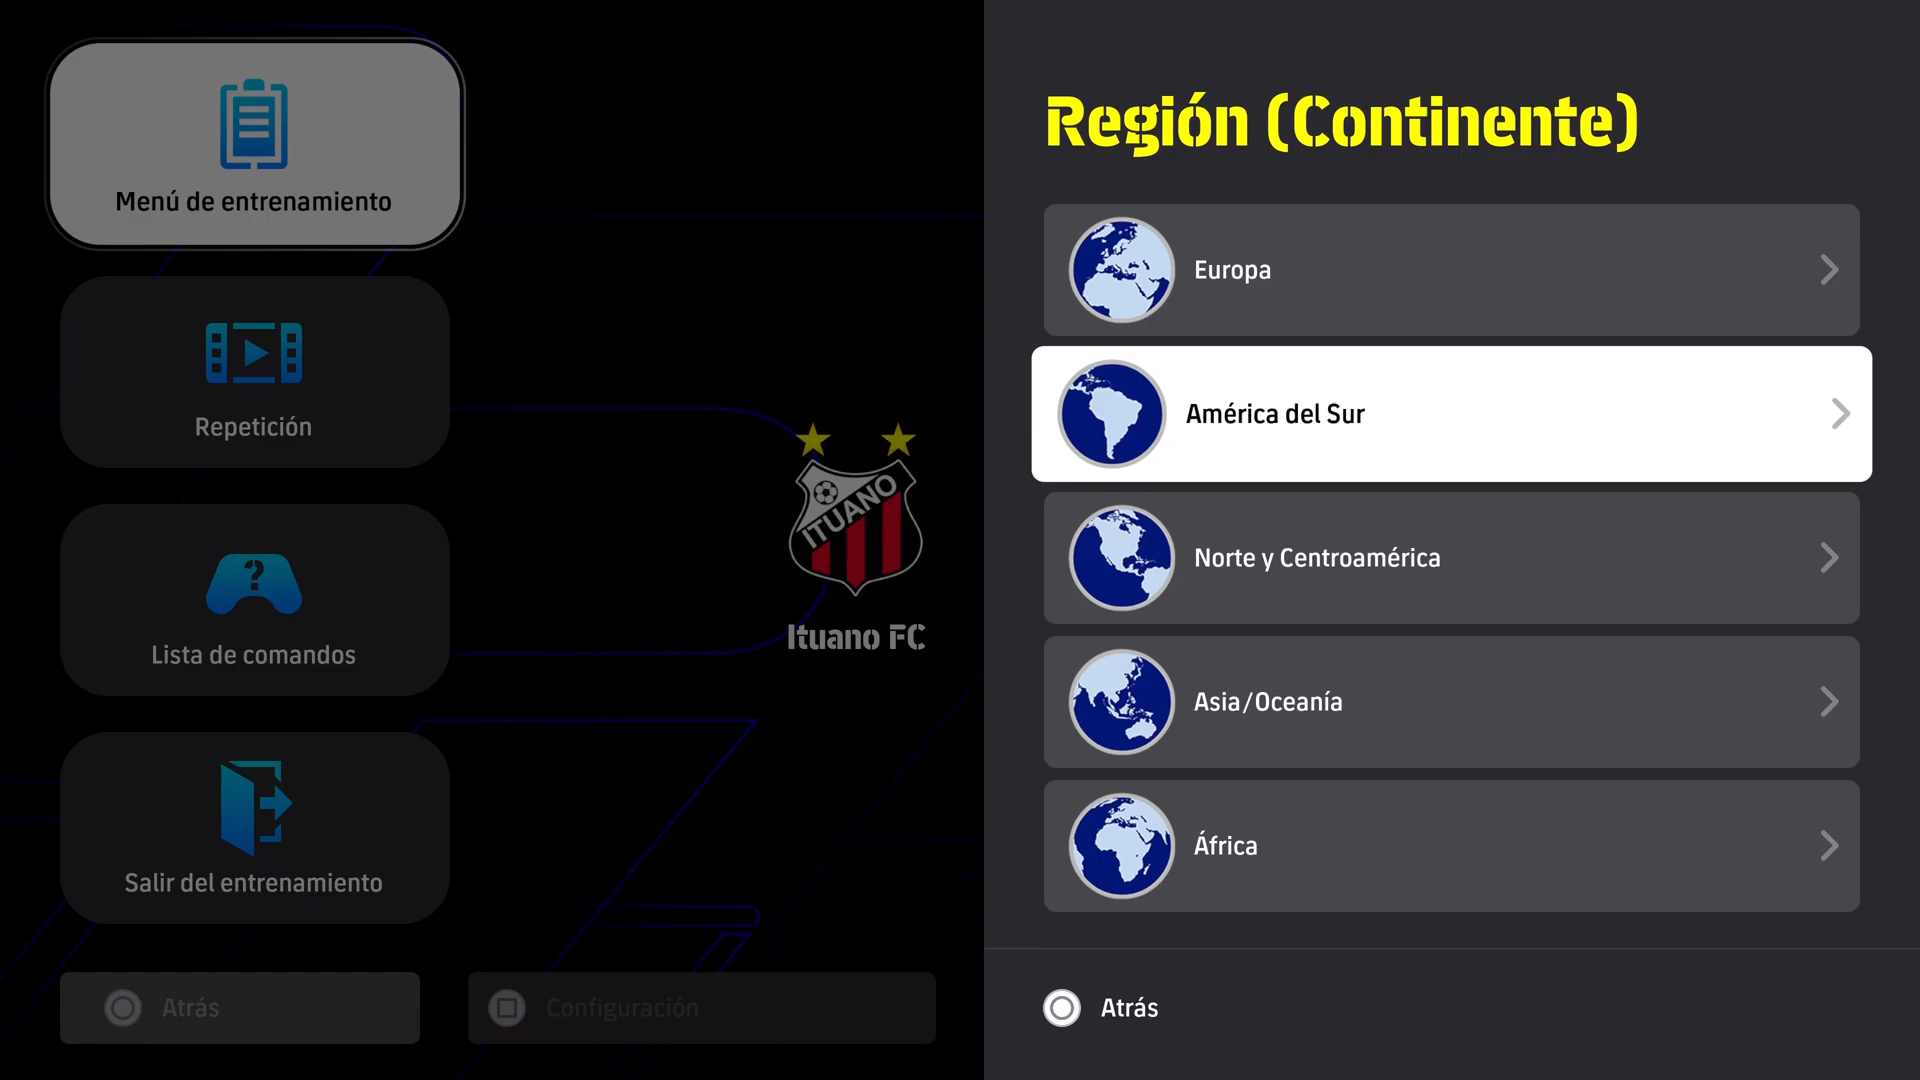 Menú de entrenamiento
Repetición
Lista de comandos
Salir del entrenamiento
Atrás
Configuración
ITUANO
Ituano FC
Región (Continente)
Europa
América del Sur
Norte y Centroamérica
Asia/Oceanía
África
Atrás